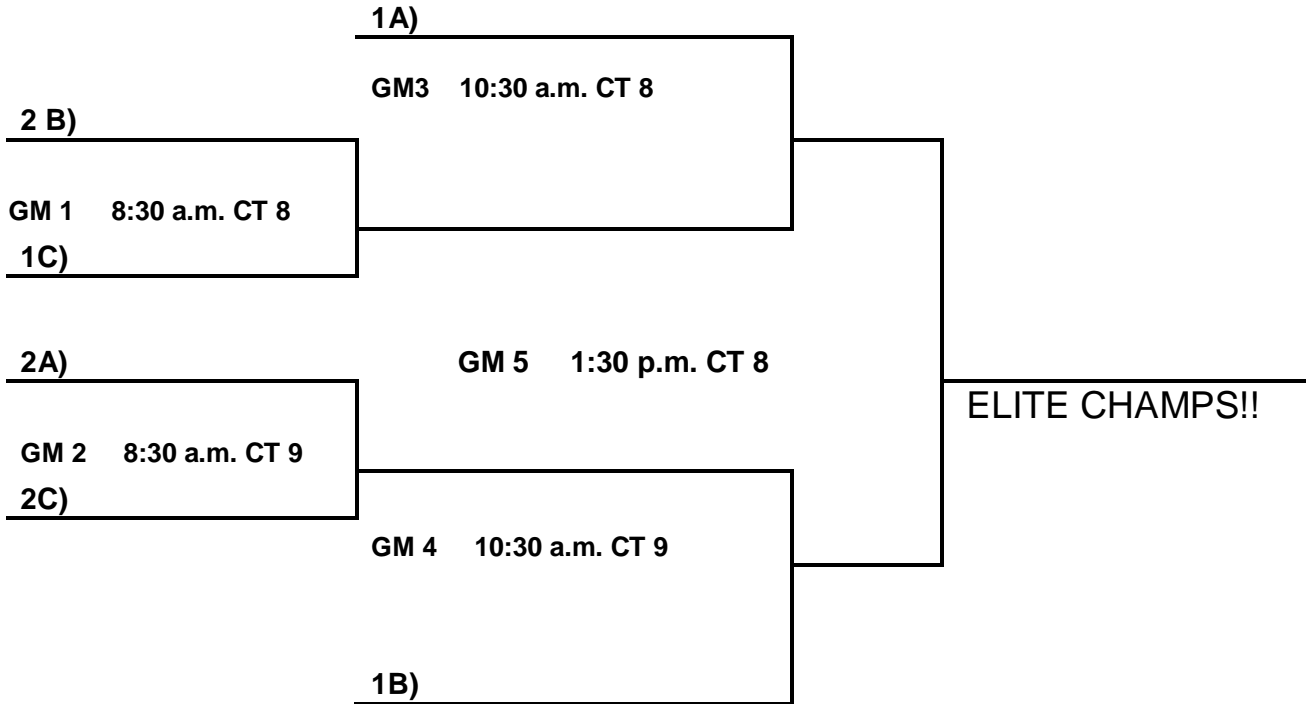 1A)
GM3 10:30 a.m. CT 8
2 B)
GM 1 8:30 a.m. CT 8
1C)
2A)
GM 5 1:30 p.m. CT 8
ELITE CHAMPS!!
GM 2 8:30 a.m. CT 9
2C)
GM 4 10:30 a.m. CT 9
1B)